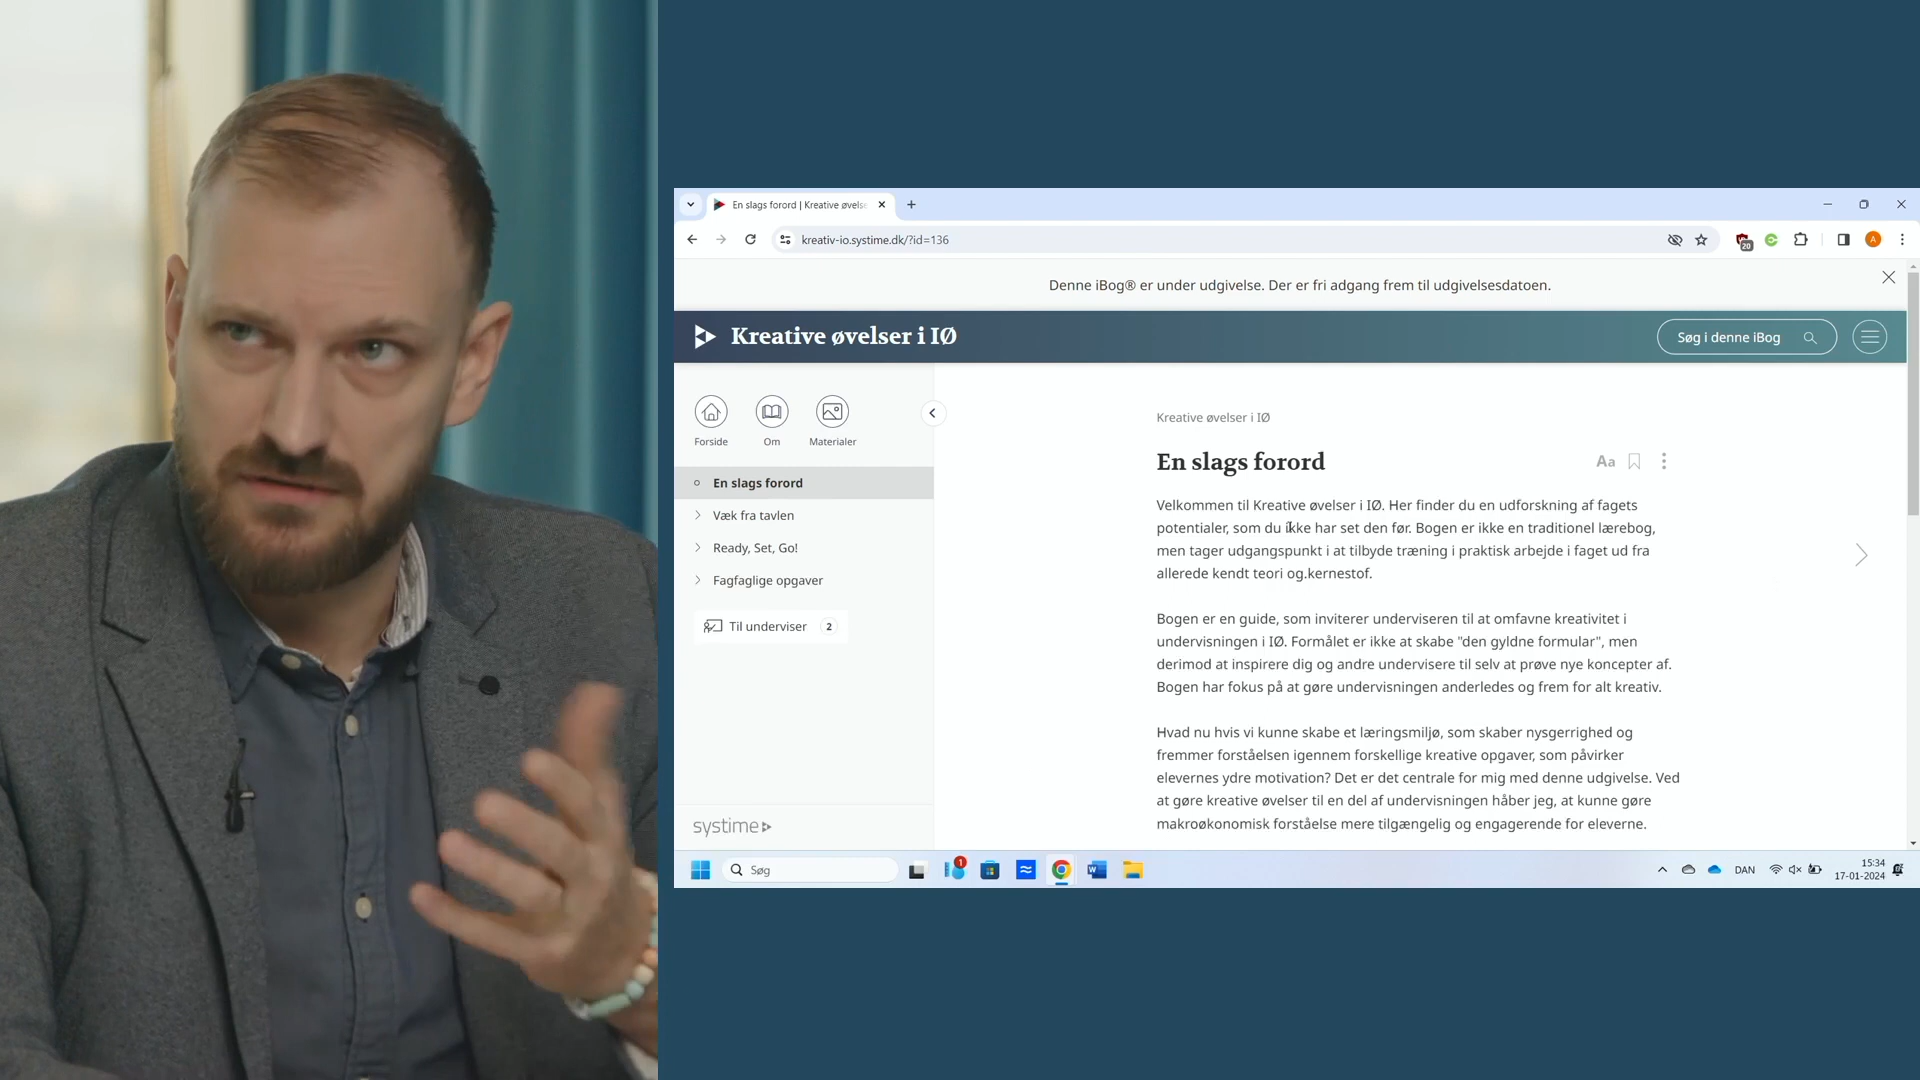 En slags forord | Kreative øvelse
kreativ-io.systime.dk/?id=136
20
A
Denne iBog® er under udgivelse. Der er fri adgang frem til udgivelsesdatoen.
Kreative øvelser i IØ
Søg i denne iBog
Forside
Om
Materialer
En slags forord
Væk fra tavlen
Ready, Set, Go!
Fagfaglige opgaver
Til underviser 2
systime
Kreative øvelser i IØ
En slags forord
Aa
Velkommen til Kreative øvelser i IØ. Her finder du en udforskning af fagets
potentialer, som du ikke har set den før. Bogen er ikke en traditionel lærebog,
men tager udgangspunkt i at tilbyde træning i praktisk arbejde i faget ud fra
allerede kendt teori og.kernestof.
Bogen er en guide, som inviterer underviseren til at omfavne kreativitet i
undervisningen i IØ. Formålet er ikke at skabe "den gyldne formular", men
derimod at inspirere dig og andre undervisere til selv at prøve nye koncepter af.
Bogen har fokus på at gøre undervisningen anderledes og frem for alt kreativ.
Hvad nu hvis vi kunne skabe et læringsmiljø, som skaber nysgerrighed og
fremmer forståelsen igennem forskellige kreative opgaver, som påvirker
elevernes ydre motivation? Det er det centrale for mig med denne udgivelse. Ved
at gøre kreative øvelser til en del af undervisningen håber jeg, at kunne gøre
makroøkonomisk forståelse mere tilgængelig og engagerende for eleverne.
Søg
1
W
DAN
15:34
17-01-2024